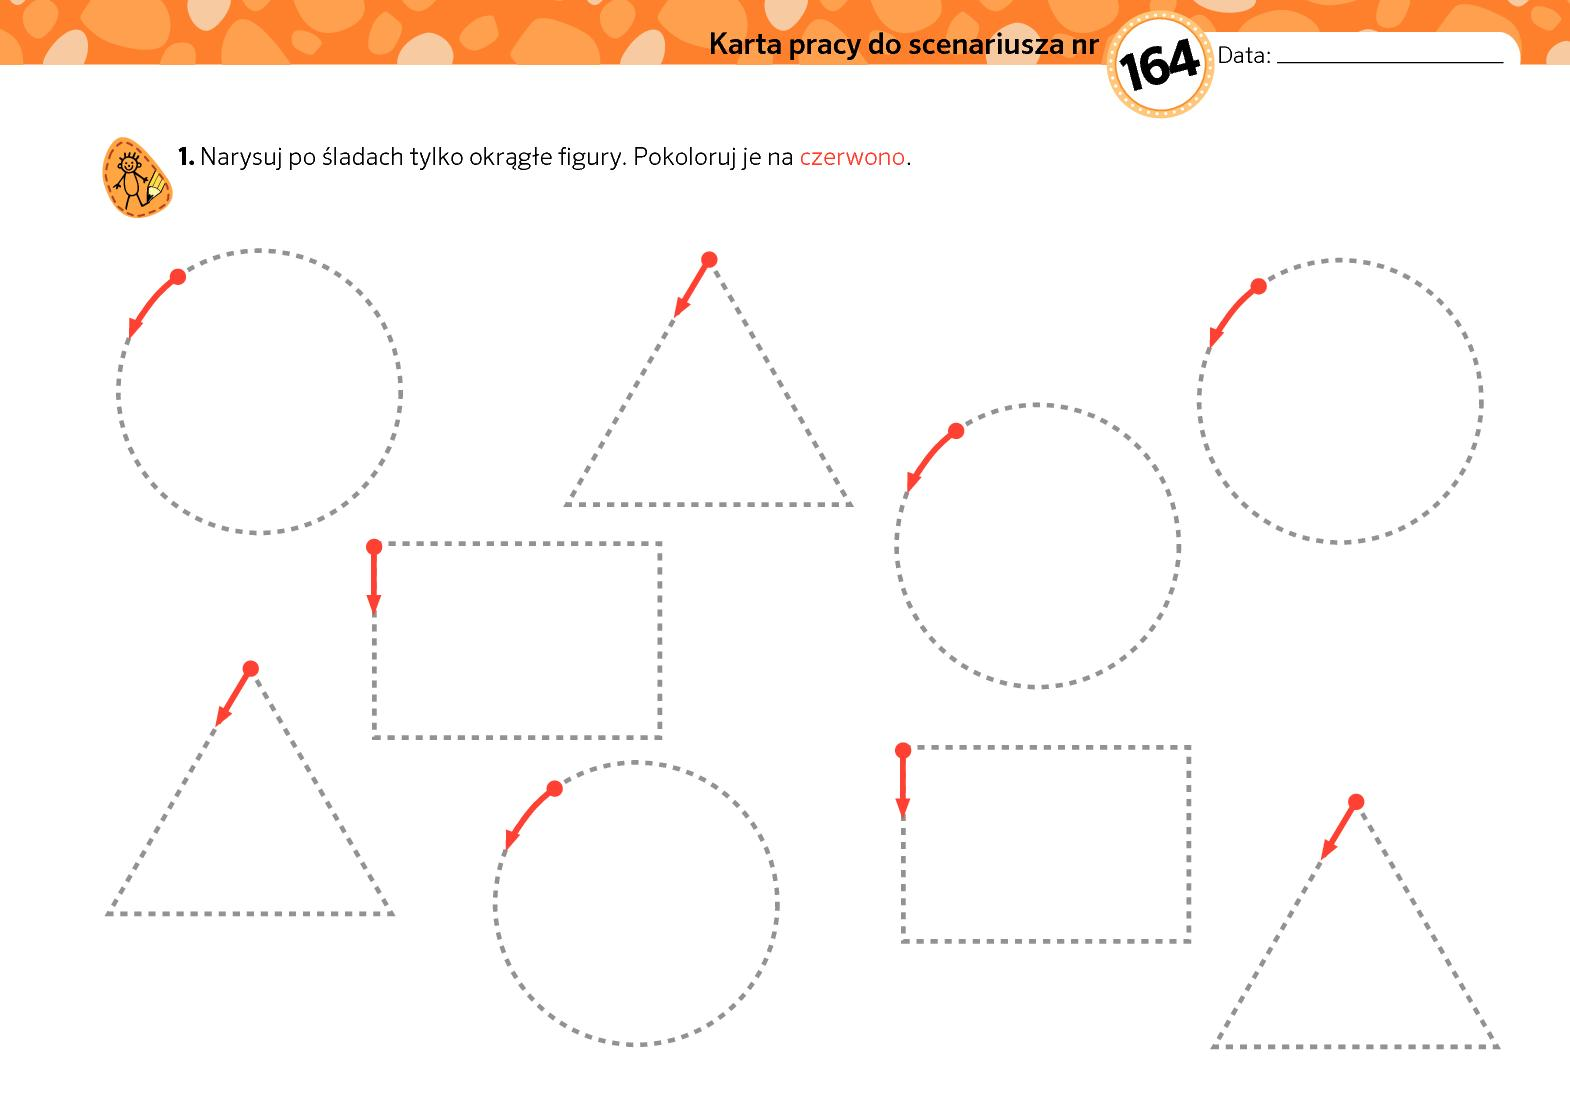 Karta pracy do scenariusza nr 164 Data:
1. Narysuj po śladach tylko okrągłe figury. Pokoloruj je na czerwono.